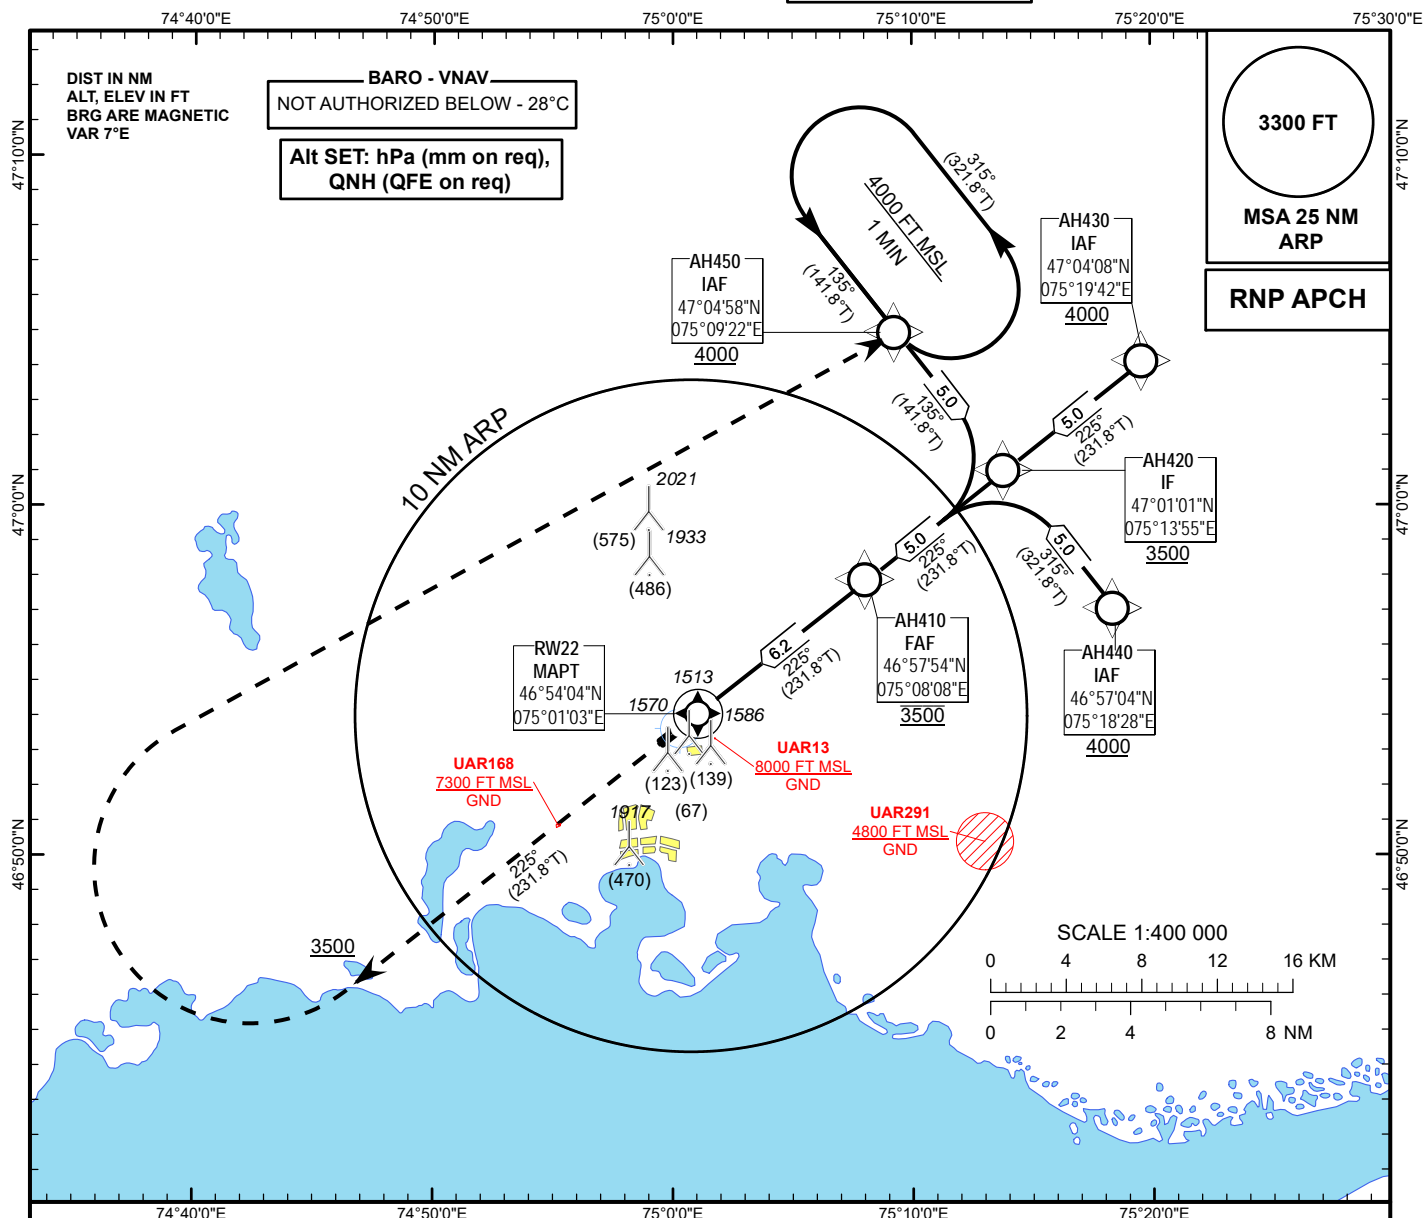 74°40'0"E
74°50'0"E
75°0'0"E
75°10'0"E
75°20'0"E
75°30'0"E
DIST IN NM
ALT, ELEV IN FT
BRG ARE MAGNETIC
VAR 7°E
BARO - VNAV
NOT AUTHORIZED BELOW - 28°C
Alt SET: hPa (mm on req),
QNH (QFE on req)
3300 FT
MSA 25 NM
ARP
RNP APCH
47°10'0"N
47°10'0"N
315°
(321.8°T)
4000 FT MSL
1 MIN
135°
(141.8°T)
AH450
IAF
47°04'58"N
075°09'22"E
4000
AH430
IAF
47°04'08"N
075°19'42"E
4000
5.0
135°
(141.8°T)
5.0
225°
(231.8°T)
10 NM ARP
AH420
IF
47°01'01"N
075°13'55"E
3500
47°0'0"N
47°0'0"N
2021
(575)
1933
(486)
5.0
225°
(231.8°T)
5.0
315°
(321.8°T)
AH410
FAF
46°57'54"N
075°08'08"E
3500
AH440
IAF
46°57'04"N
075°18'28"E
4000
6.2
225°
(231.8°T)
RW22
MAPT
46°54'04"N
075°01'03"E
1513
1570
1586
(123)
(139)
(67)
UAR168
7300 FT MSL
GND
UAR13
8000 FT MSL
GND
1917
(470)
UAR291
4800 FT MSL
GND
46°50'0"N
46°50'0"N
225°
(231.8°T)
3500
SCALE 1:400 000
0 4 8 12 16 KM
0 2 4 8 NM
74°40'0"E
74°50'0"E
75°0'0"E
75°10'0"E
75°20'0"E